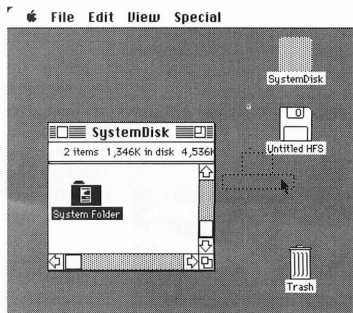 File Edit View Special
SystemDisk
Untitled HFS
SystemDisk
2 items 1,346K in disk 4,536K
System Folder
Trash